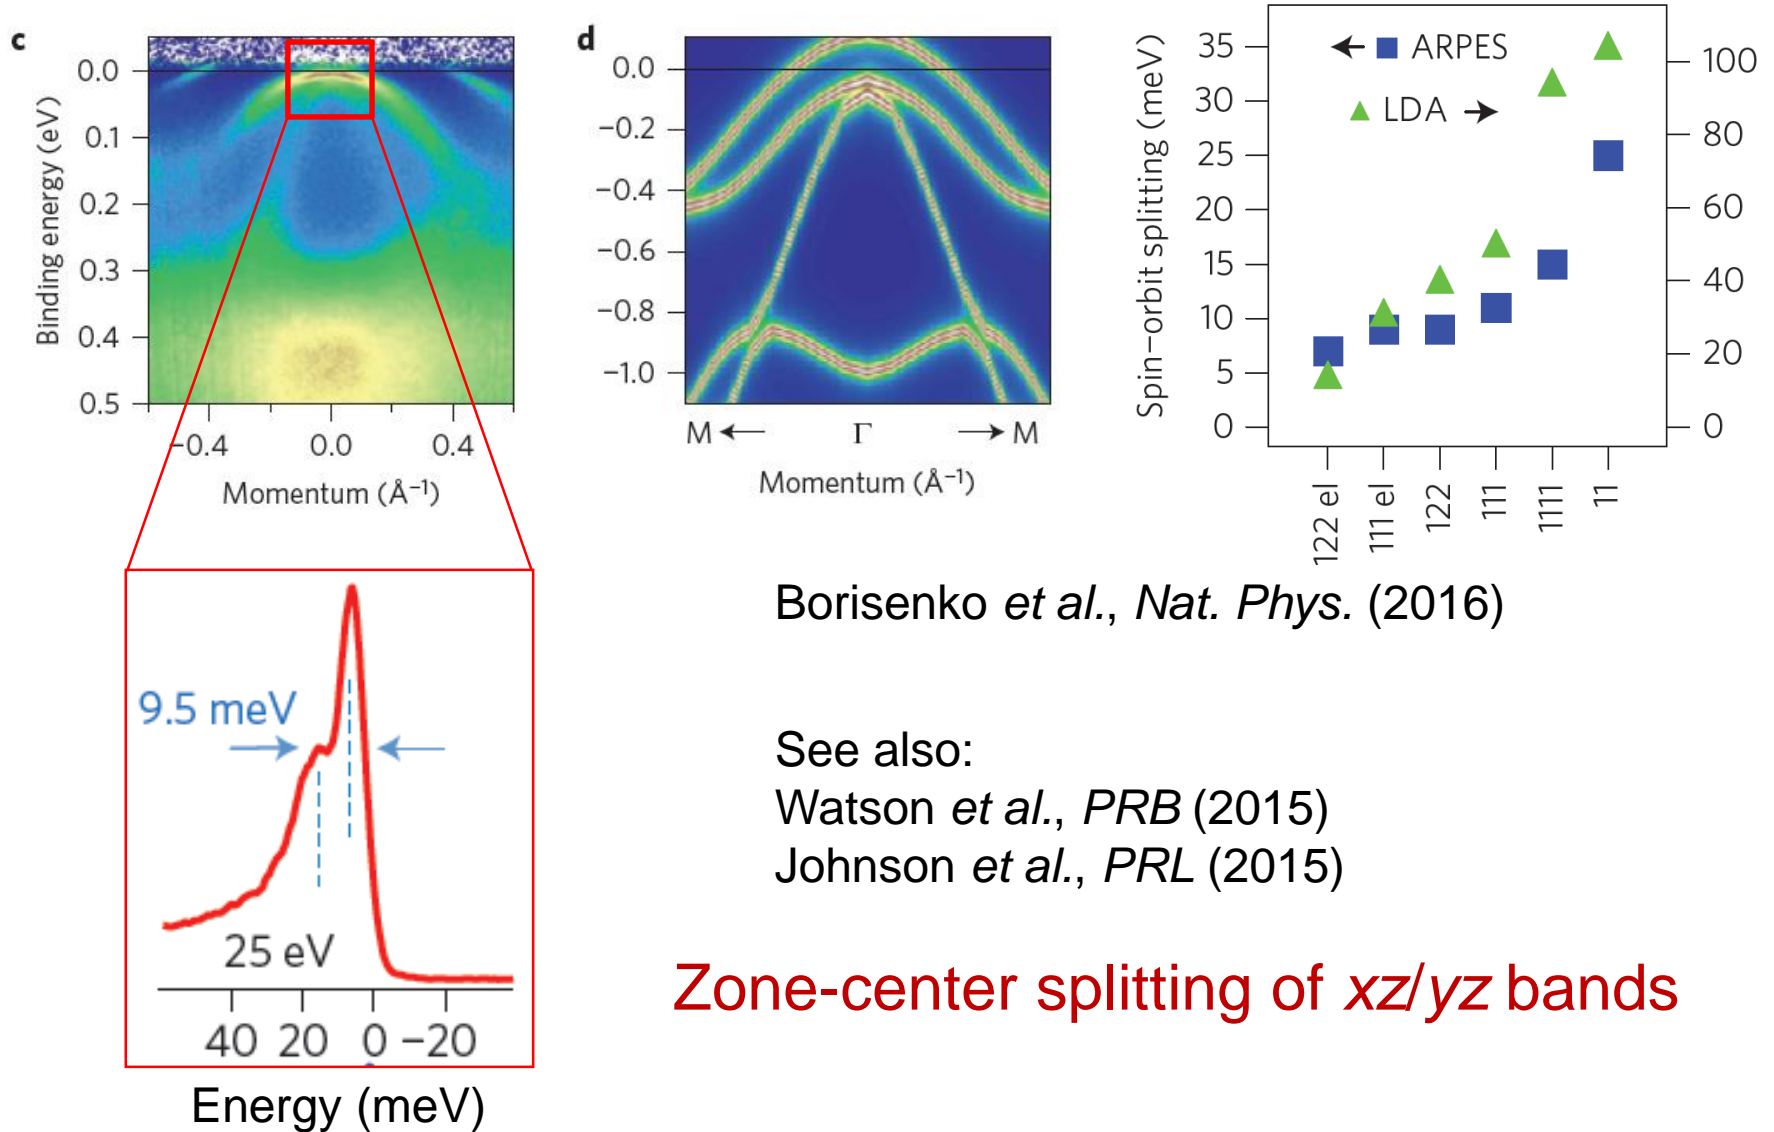 c
0.0
0.1
0.2
0.3
0.4
0.5
Binding energy (eV)
−0.4
0.0
0.4
Momentum (Å−1)
d
0.0
−0.2
−0.4
−0.6
−0.8
−1.0
M ← Γ → M
Momentum (Å−1)
Spin−orbit splitting (meV)
35
30
25
20
15
10
5
0
← ARPES
LDA →
100
80
60
40
20
0
122 el
111 el
122
111
1111
11
9.5 meV
25 eV
40 20 0 −20
Energy (meV)
Borisenko et al., Nat. Phys. (2016)
See also:
Watson et al., PRB (2015)
Johnson et al., PRL (2015)
Zone-center splitting of xz/yz bands